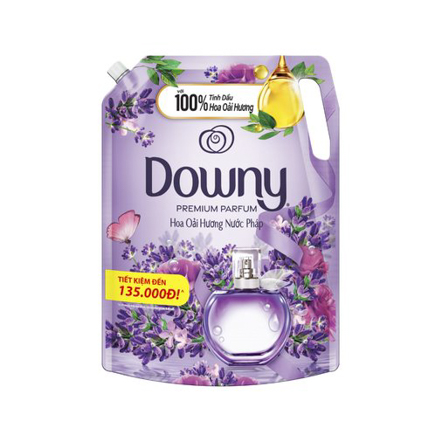 với
100% Tinh Dầu
Hoa Oải Hương
Downy
PREMIUM PARFUM
Hoa Oải Hương Nước Pháp
TIẾT KIỆM ĐẾN
135.000Đ!*